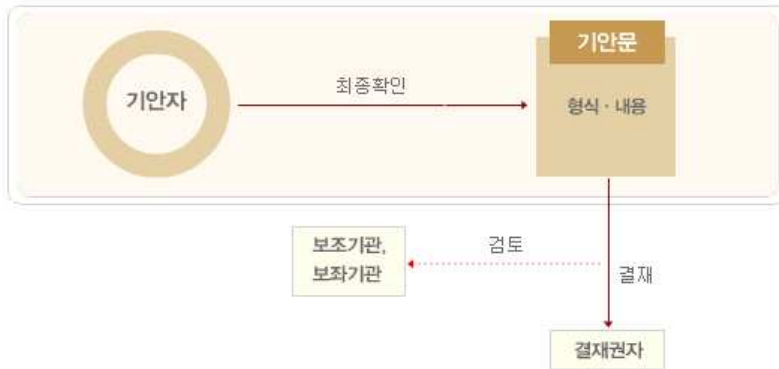 기안문
기안자
최종확인
형식 · 내용
보조기관,
보좌기관
검토
결재
결재권자